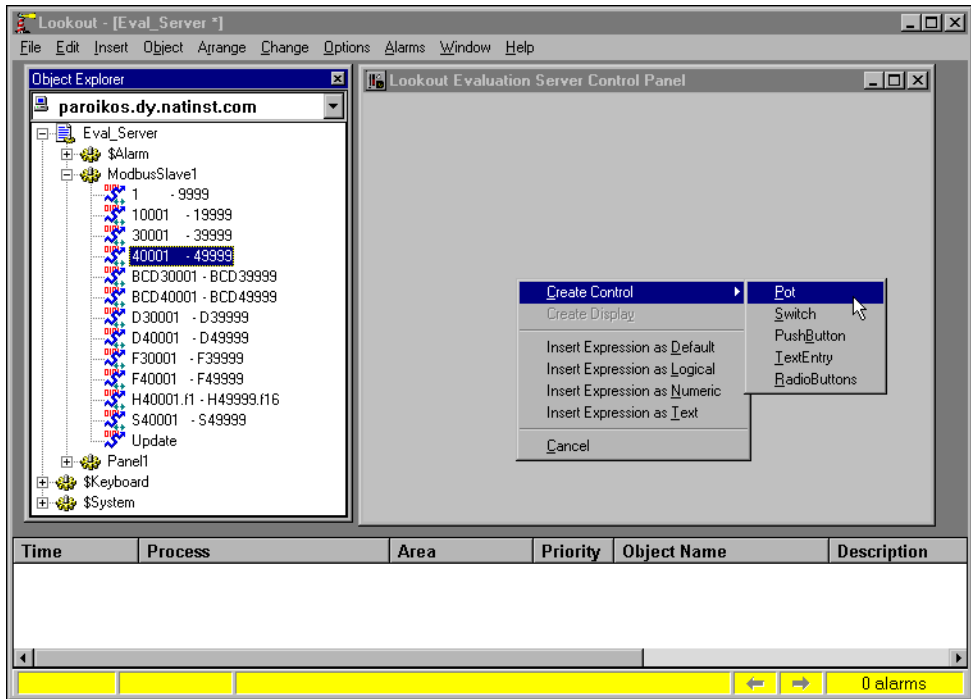 Lookout - [Eval_Server *]
File Edit Insert Object Arrange Change Options Alarms Window Help
Object Explorer
paroikos.dy.natinst.com
Eval_Server
$Alarm
ModbusSlave1
1 - 9999
10001 - 19999
30001 - 39999
40001 - 49999
BCD30001 - BCD39999
BCD40001 - BCD49999
D30001 - D39999
D40001 - D49999
F30001 - F39999
F40001 - F49999
H40001.f1 - H49999.f16
S40001 - S49999
Update
Panel1
$Keyboard
$System
Lookout Evaluation Server Control Panel
Create Control
Create Display
Insert Expression as Default
Insert Expression as Logical
Insert Expression as Numeric
Insert Expression as Text
Cancel
Pot
Switch
PushButton
TextEntry
RadioButtons
Time Process Area Priority Object Name Description
0 alarms